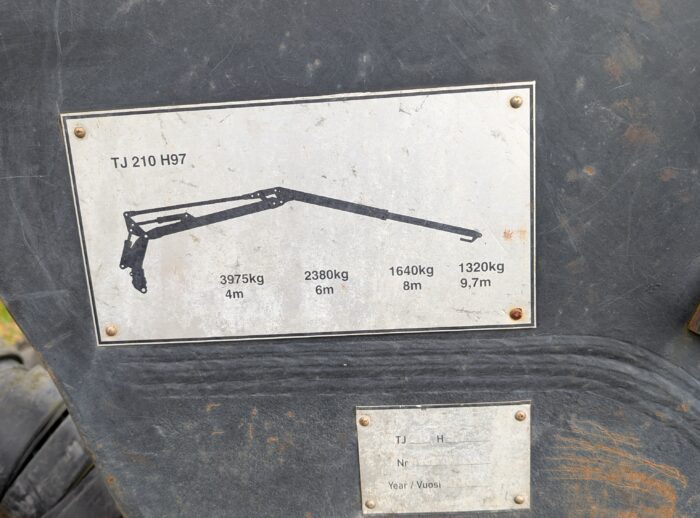 TJ 210 H97
3975kg 2380kg 1640kg 1320kg
4m 6m 8m 9,7m
TJ H
Nr
Year / Vuosi